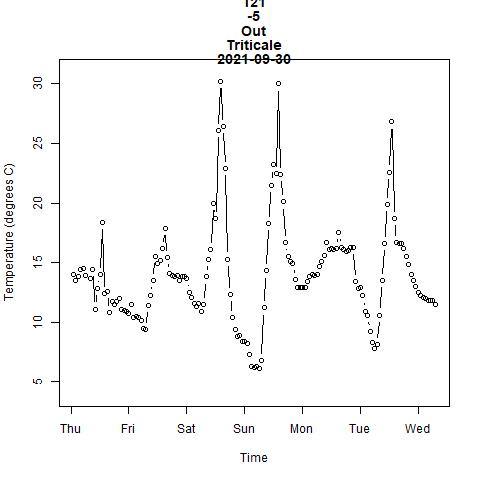 121
-5
Out
Triticale
2021-09-30
30
25
20
15
10
5
Temperature (degrees C)
Thu Fri Sat Sun Mon Tue Wed
Time